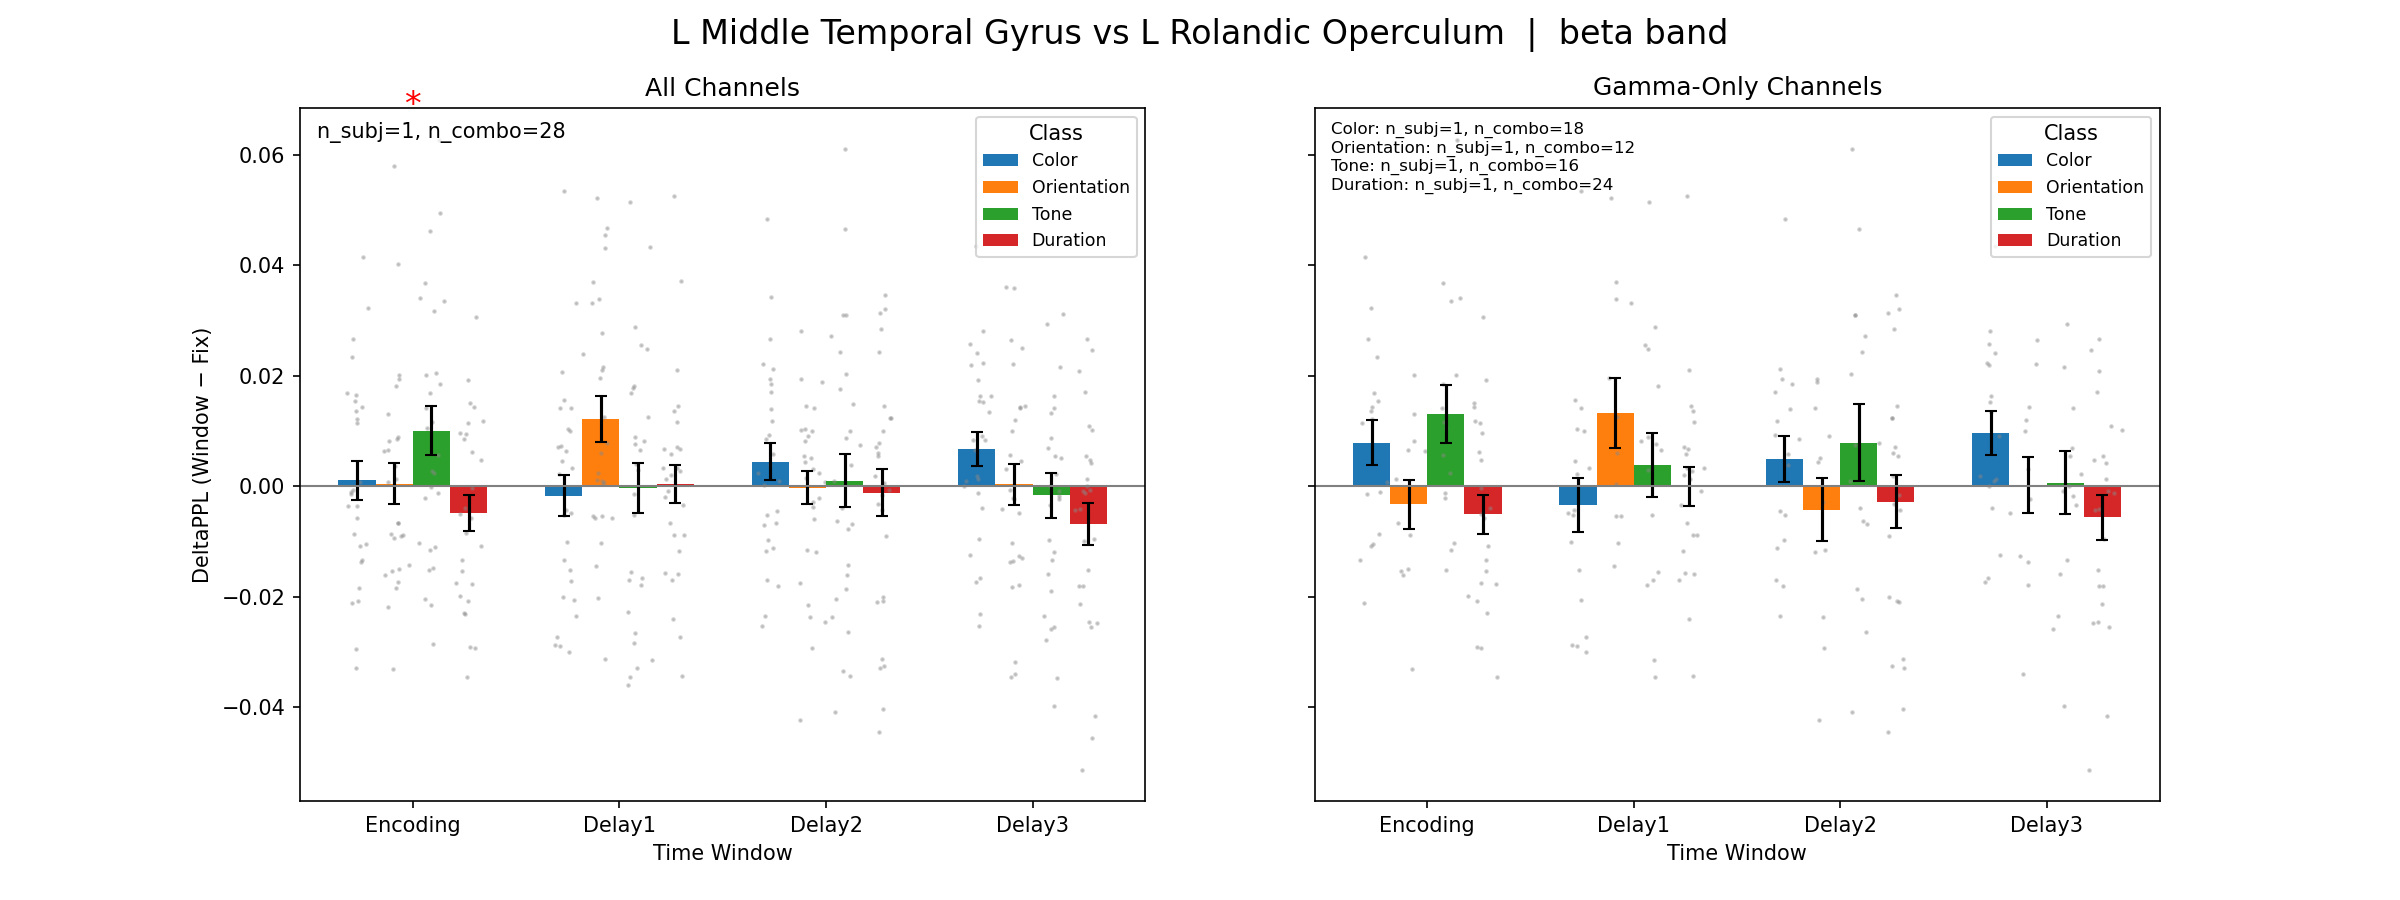 L Middle Temporal Gyrus vs L Rolandic Operculum | beta band
All Channels
*
n_subj=1, n_combo=28
Class
Color
Orientation
Tone
Duration
DeltaPPL (Window − Fix)
0.06
0.04
0.02
0.00
−0.02
−0.04
Encoding
Delay1
Delay2
Delay3
Time Window
Gamma-Only Channels
Color: n_subj=1, n_combo=18
Orientation: n_subj=1, n_combo=12
Tone: n_subj=1, n_combo=16
Duration: n_subj=1, n_combo=24
Class
Color
Orientation
Tone
Duration
Encoding
Delay1
Delay2
Delay3
Time Window